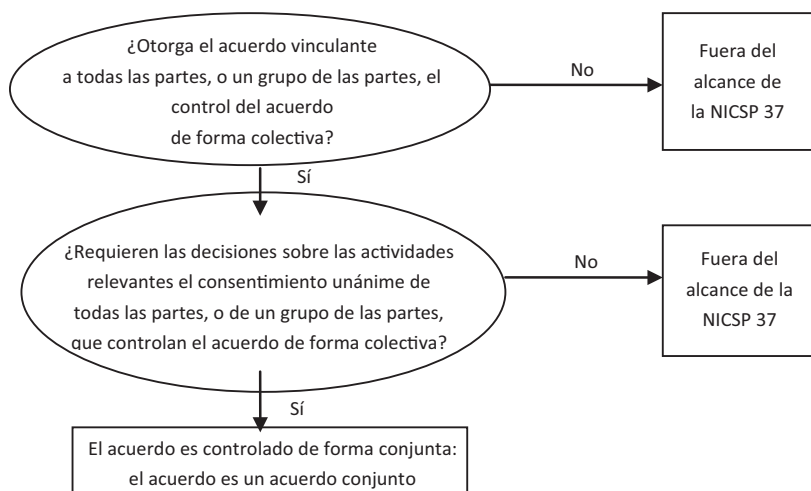 ¿Otorga el acuerdo vinculante
a todas las partes, o un grupo de las partes, el
control del acuerdo
de forma colectiva?
No
Fuera del
alcance de
la NICSP 37
Sí
¿Requieren las decisiones sobre las actividades
relevantes el consentimiento unánime de
todas las partes, o de un grupo de las partes,
que controlan el acuerdo de forma colectiva?
No
Fuera del
alcance de la
NICSP 37
Sí
El acuerdo es controlado de forma conjunta:
el acuerdo es un acuerdo conjunto